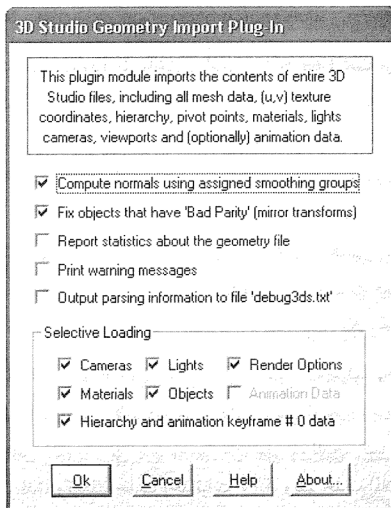 3D Studio Geometry Import Plug-In
This plugin module imports the contents of entire 3D
Studio files, including all mesh data, (u,v) texture
coordinates, hierarchy, pivot points, materials, lights
cameras, viewports and (optionally) animation data.
Compute normals using assigned smoothing groups
Fix objects that have 'Bad Parity' (mirror transforms)
Report statistics about the geometry file
Print warning messages
Output parsing information to file 'debug3ds.txt'
Selective Loading
Cameras Lights Render Options
Materials Objects Animation Data
Hierarchy and animation keyframe # 0 data
Ok Cancel Help About...